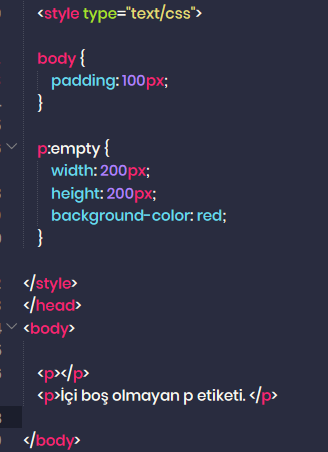 <style type="text/css">
body {
padding: 100px;
}
p:empty {
width: 200px;
height: 200px;
background-color: red;
}
</style>
</head>
<body>
<p></p>
<p>İçi boş olmayan p etiketi. </p>
</body>